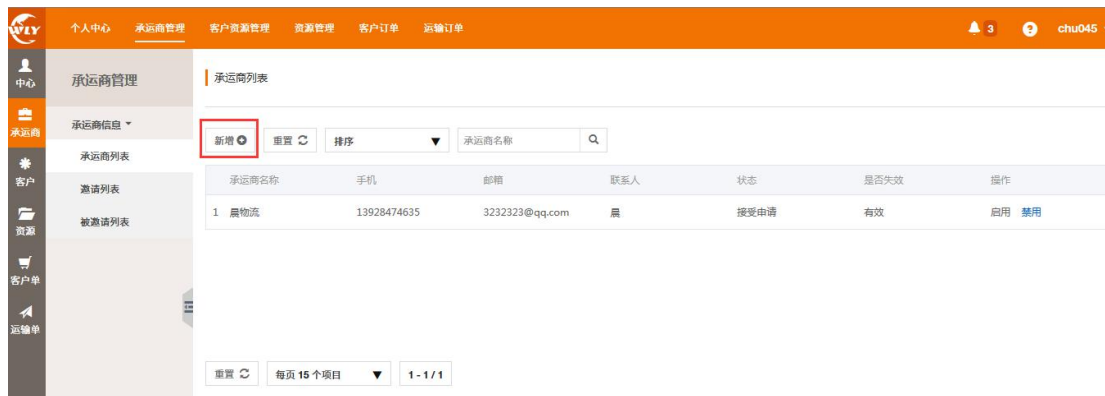 WLY 个人中心 承运商管理 客户资源管理 资源管理 客户订单 运输订单 3 ? chu045
中心
承运商
客户
资源
客户单
运输单
承运商管理
承运商信息
承运商列表
邀请列表
被邀请列表
承运商列表
新增 重置 排序 承运商名称
承运商名称 手机 邮箱 联系人 状态 是否失效 操作
1 晨物流 13928474635 3232323@qq.com 晨 接受申请 有效 启用 禁用
重置 每页 15 个项目 1 - 1 / 1